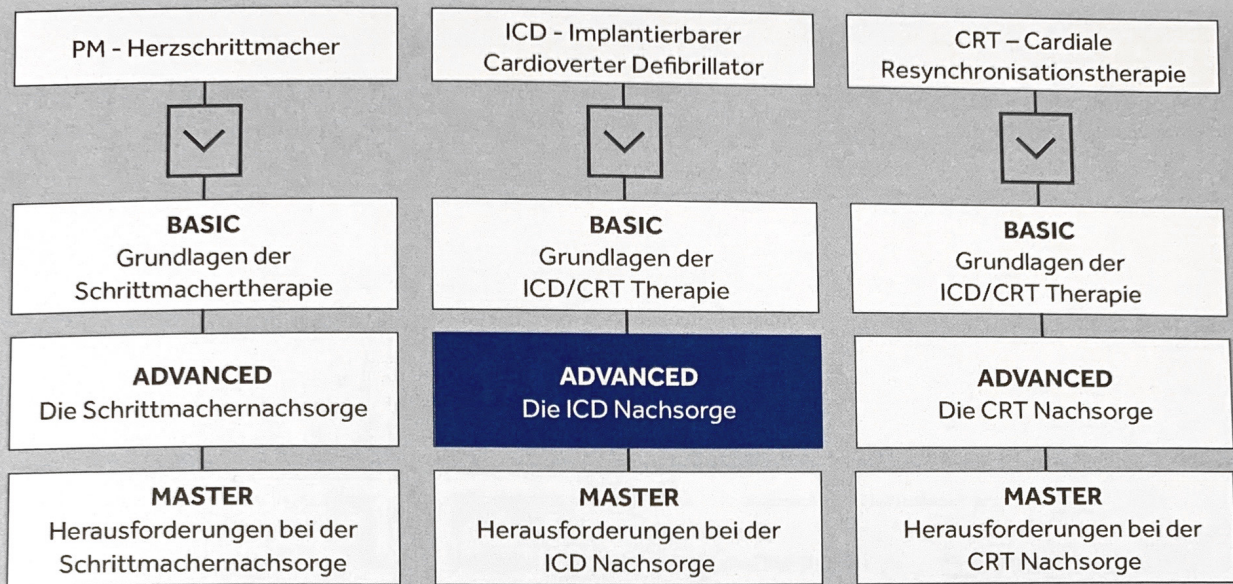 PM - Herzschrittmacher
ICD - Implantierbarer
Cardioverter Defibrillator
CRT – Cardiale
Resynchronisationstherapie
BASIC
Grundlagen der
Schrittmachertherapie
BASIC
Grundlagen der
ICD/CRT Therapie
BASIC
Grundlagen der
ICD/CRT Therapie
ADVANCED
Die Schrittmachernachsorge
ADVANCED
Die ICD Nachsorge
ADVANCED
Die CRT Nachsorge
MASTER
Herausforderungen bei der
Schrittmachernachsorge
MASTER
Herausforderungen bei der
ICD Nachsorge
MASTER
Herausforderungen bei der
CRT Nachsorge